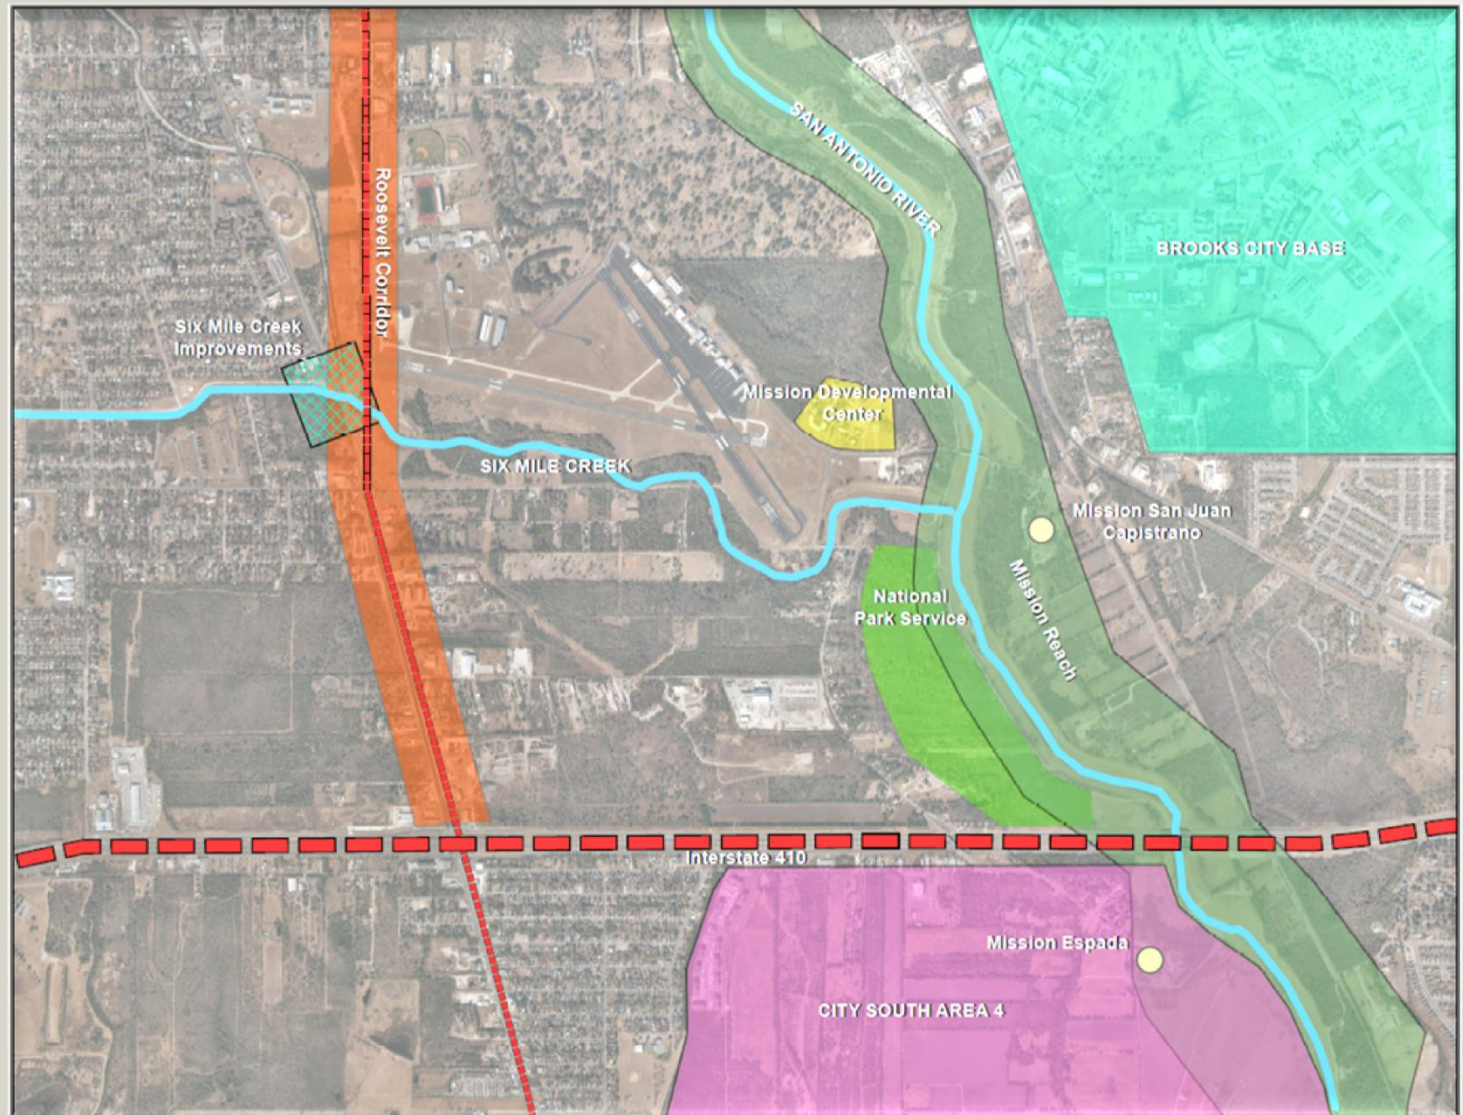 SAN ANTONIO RIVER
BROOKS CITY BASE
Roosevelt Corridor
Six Mile Creek
Improvements
Mission Developmental
Center
SIX MILE CREEK
Mission San Juan
Capistrano
National
Park Service
Mission Reach
Interstate 410
Mission Espada
CITY SOUTH AREA 4